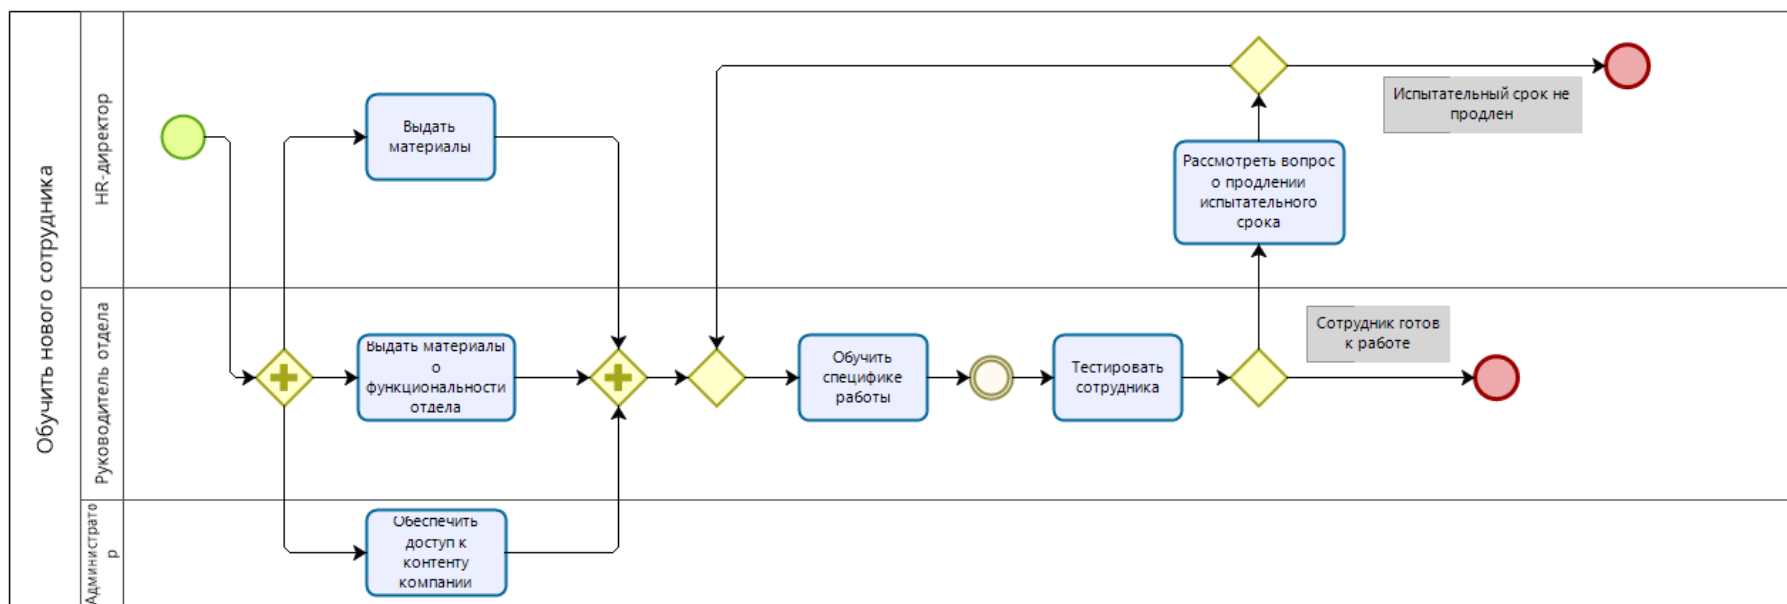 Обучить нового сотрудника
HR-директор
Выдать
материалы
Испытательный срок не
продлен
Рассмотреть вопрос
о продлении
испытательного
срока
Руководитель отдела
Выдать материалы
о
функциональности
отдела
Обучить
специфике
работы
Тестировать
сотрудника
Сотрудник готов
к работе
Администрато
р
Обеспечить
доступ к
контенту
компании